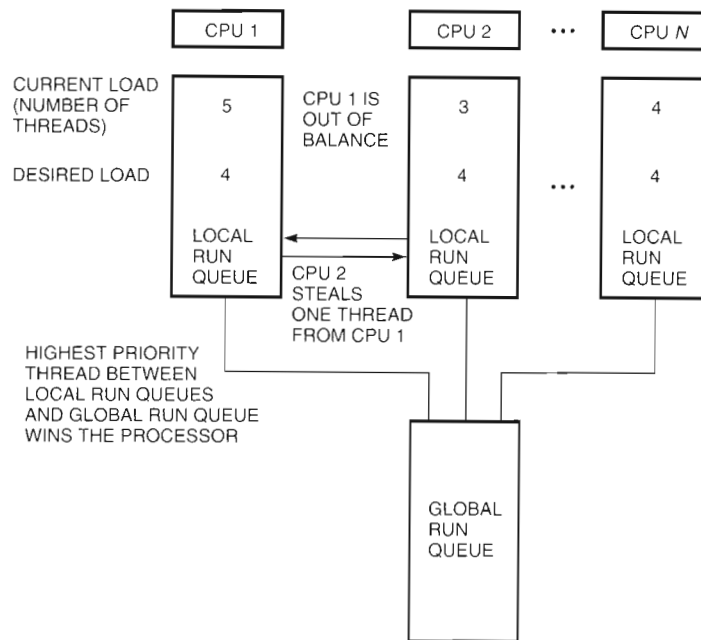 CPU 1
CPU 2
•••
CPU N
CURRENT LOAD
(NUMBER OF
THREADS)
5
CPU 1 IS
OUT OF
BALANCE
3
4
DESIRED LOAD
4
4
•••
4
LOCAL
RUN
QUEUE
LOCAL
RUN
QUEUE
LOCAL
RUN
QUEUE
CPU 2
STEALS
ONE THREAD
FROM CPU 1
HIGHEST PRIORITY
THREAD BETWEEN
LOCAL RUN QUEUES
AND GLOBAL RUN QUEUE
WINS THE PROCESSOR
GLOBAL
RUN
QUEUE